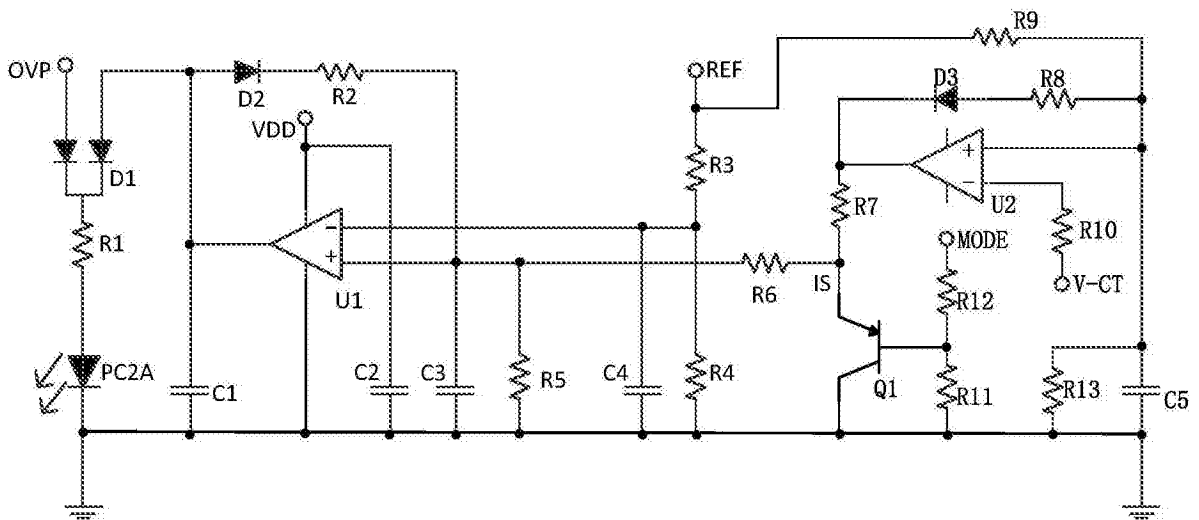 R9
OVP
D2
R2
REF
D3
R8
VDD
D1
R3
U2
R1
R7
R10
U1
R6
IS
MODE
V-CT
R12
PC2A
C1
C2
C3
R5
C4
R4
Q1
R11
R13
C5